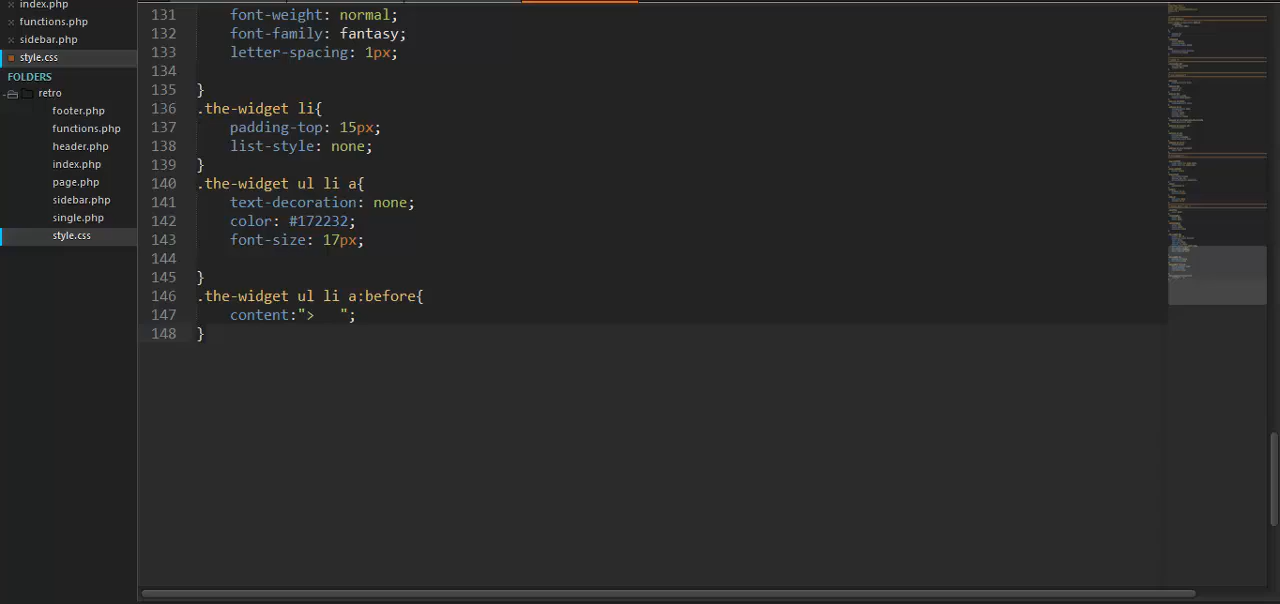 index.php
functions.php
sidebar.php
style.css
FOLDERS
retro
footer.php
functions.php
header.php
index.php
page.php
sidebar.php
single.php
style.css
131 font-weight: normal;
132 font-family: fantasy;
133 letter-spacing: 1px;
134
135 }
136 .the-widget li{
137 padding-top: 15px;
138 list-style: none;
139 }
140 .the-widget ul li a{
141 text-decoration: none;
142 color: #172232;
143 font-size: 17px;
144
145 }
146 .the-widget ul li a:before{
147 content:">   ";
148 }